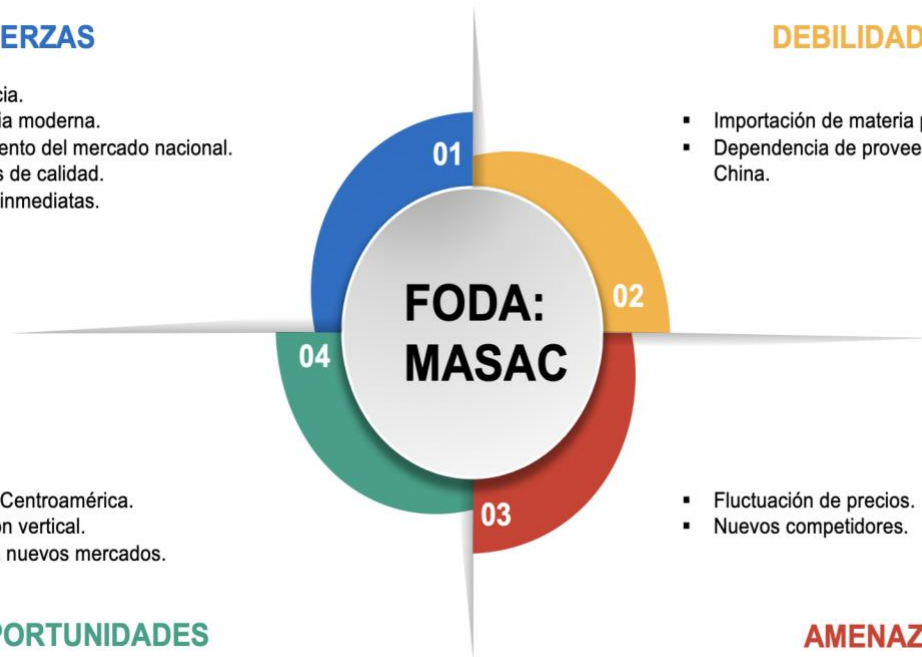 ERZAS
cia.
ia moderna.
ento del mercado nacional.
s de calidad.
inmediatas.
DEBILIDAD
▪ Importación de materia p
▪ Dependencia de provee
China.
01
02
FODA:
MASAC
04
03
Centroamérica.
ón vertical.
nuevos mercados.
PORTUNIDADES
▪ Fluctuación de precios.
▪ Nuevos competidores.
AMENAZ